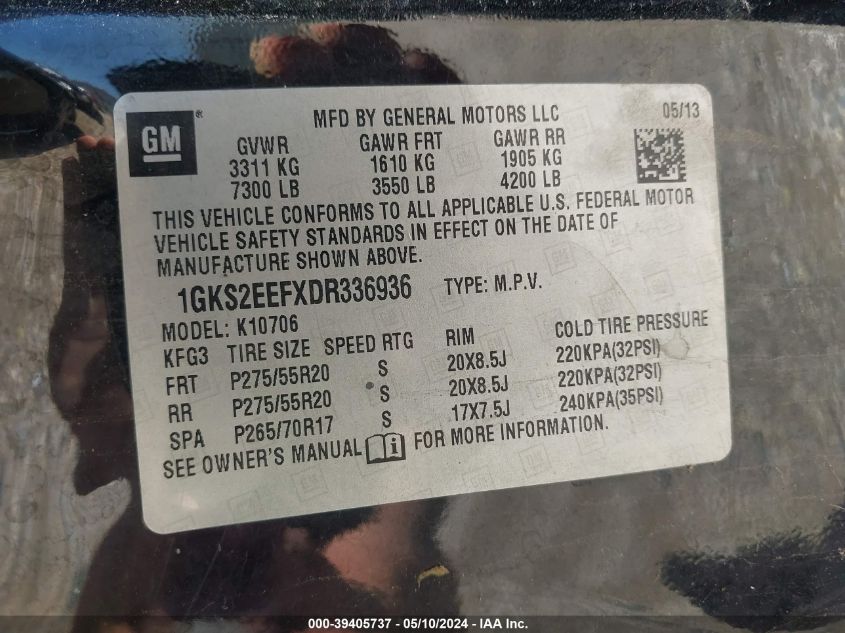 GM ®
MFD BY GENERAL MOTORS LLC 05/13
GVWR GAWR FRT GAWR RR
3311 KG 1610 KG 1905 KG
7300 LB 3550 LB 4200 LB
THIS VEHICLE CONFORMS TO ALL APPLICABLE U.S. FEDERAL MOTOR
VEHICLE SAFETY STANDARDS IN EFFECT ON THE DATE OF
MANUFACTURE SHOWN ABOVE.
1GKS2EEFXDR336936 TYPE: M.P.V.
MODEL: K10706
KFG3 TIRE SIZE SPEED RTG RIM COLD TIRE PRESSURE
FRT P275/55R20 S 20X8.5J 220KPA(32PSI)
RR P275/55R20 S 20X8.5J 220KPA(32PSI)
SPA P265/70R17 S 17X7.5J 240KPA(35PSI)
SEE OWNER'S MANUAL FOR MORE INFORMATION.
000-39405737 - 05/10/2024 - IAA Inc.